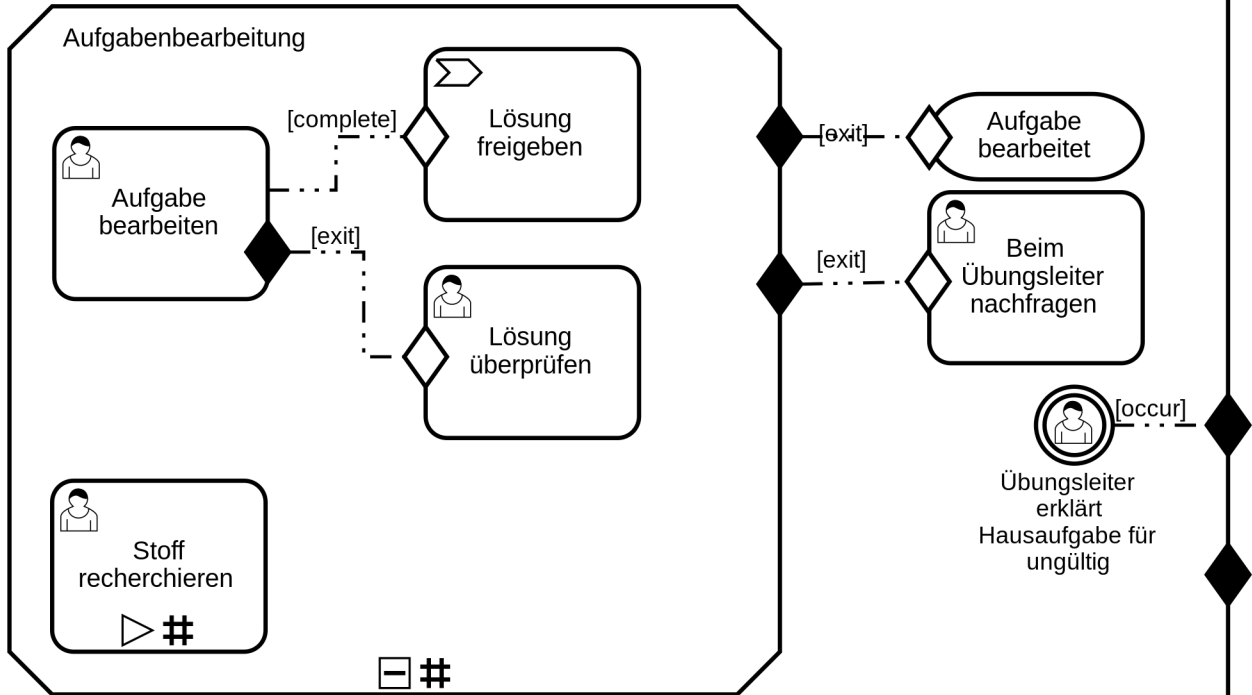 Aufgabenbearbeitung
[complete]
Lösung
freigeben
Aufgabe
bearbeiten
[exit]
Lösung
überprüfen
Stoff
recherchieren
[exit]
Aufgabe
bearbeitet
[exit]
Beim
Übungsleiter
nachfragen
[occur]
Übungsleiter
erklärt
Hausaufgabe für
ungültig